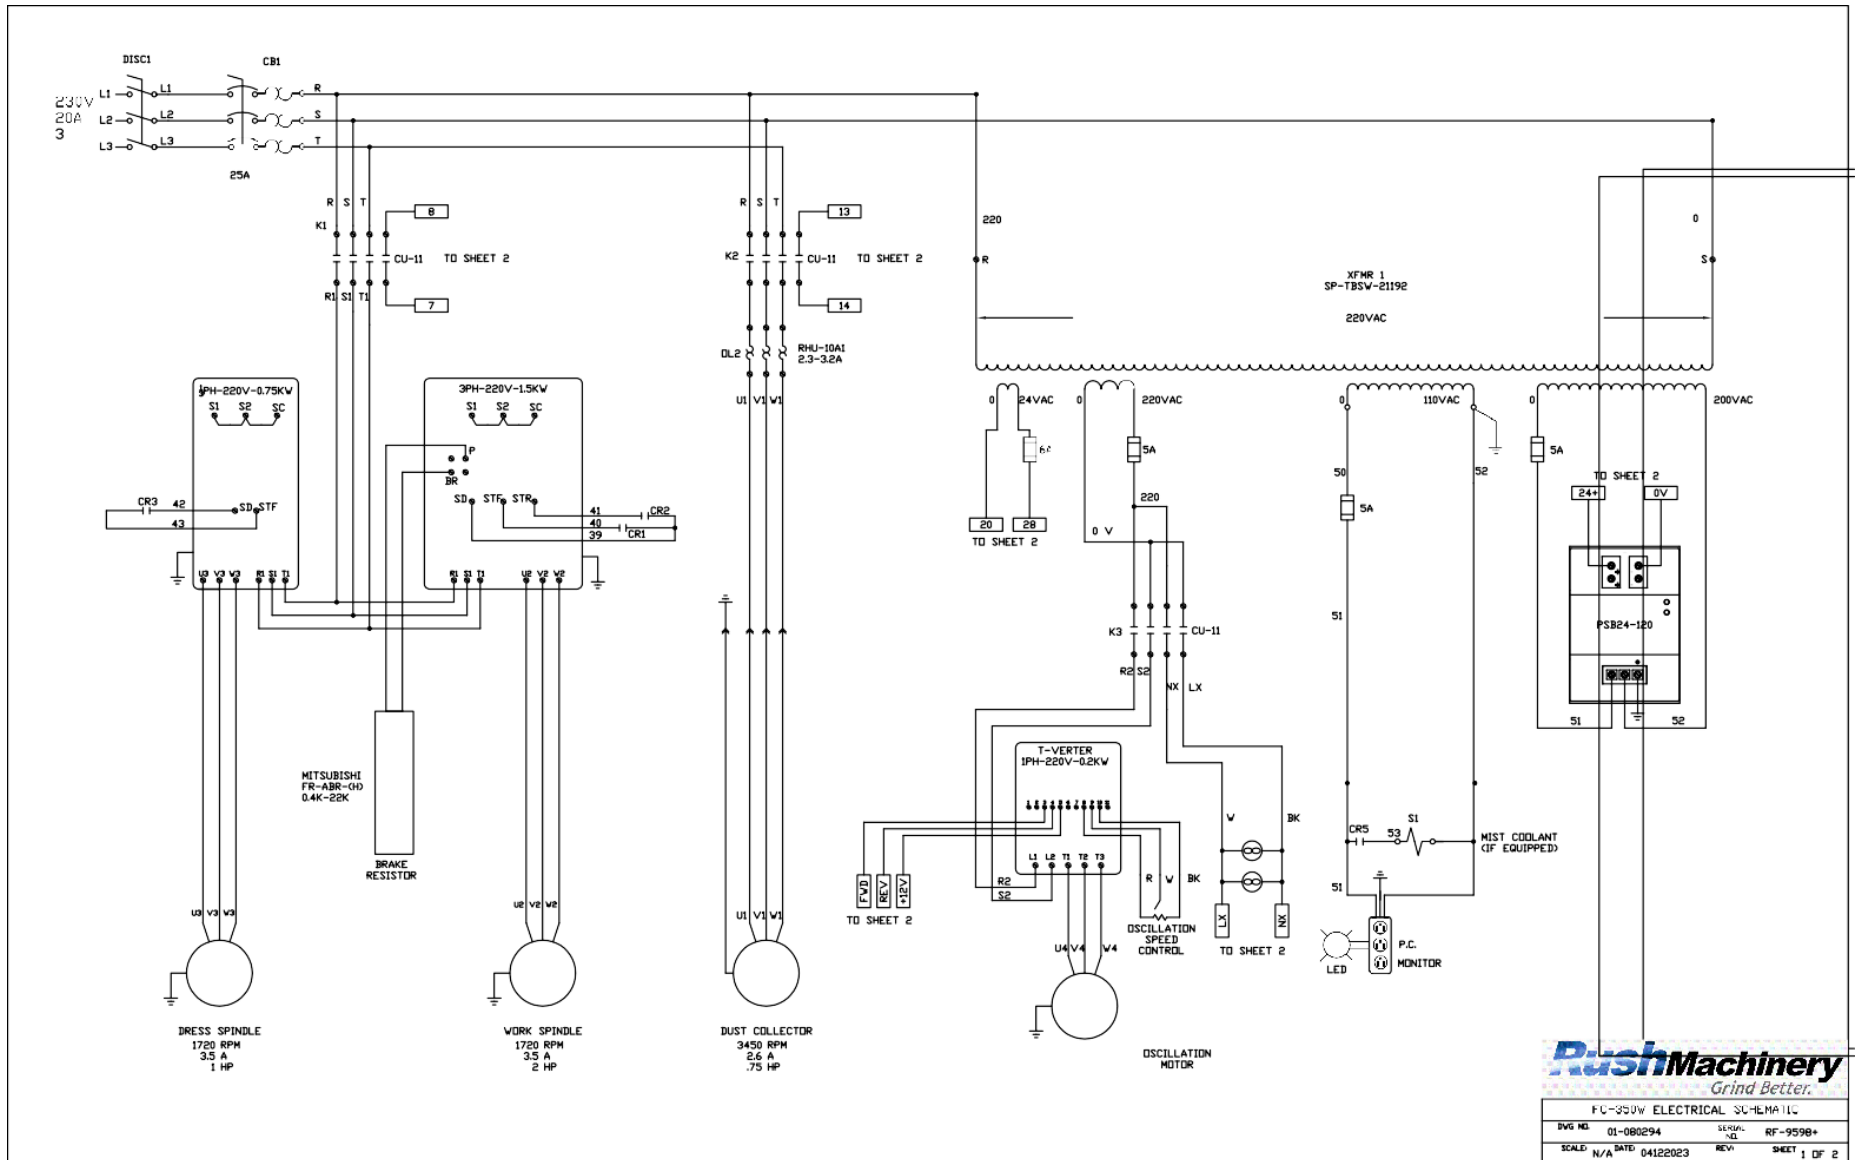 DISC1
CB1
230V
20A
3
L1
L1
R
L2
L2
S
L3
L3
T
25A
R S T
K1
8
CU-11
TO SHEET 2
R1 S1 T1
7
R S T
K2
13
CU-11
TO SHEET 2
14
OL2
RHU-10A1
2.3-3.2A
U1 V1 W1
220
R
0
S
XFMR 1
SP-TBSW-21192
220VAC
PH-220V-0.75KW
S1 S2 SC
CR3
42
43
SD STF
U3 V3 W3 R1 S1 T1
3PH-220V-1.5KW
S1 S2 SC
P
BR
SD STF STR
41
CR2
40
CR1
39
R1 S1 T1 U2 V2 W2
0
24VAC
20
28
TO SHEET 2
0
220VAC
5A
220
0 V
K3
CU-11
R2 S2
NX LX
0
110VAC
50
52
5A
51
0
200VAC
5A
TO SHEET 2
24+
0V
PSB24-120
51
52
MITSUBISHI
FR-ABR-(H)
0.4K-22K
BRAKE
RESISTOR
T-VERTER
1PH-220V-0.2KW
L1 L2 T1 T2 T3
R2
S2
FWD
REV
+12V
TO SHEET 2
R W BK
OSCILLATION
SPEED
CONTROL
W
BK
LX
NX
TO SHEET 2
CR5
53
S1
MIST COOLANT
(IF EQUIPPED)
51
P.C.
MONITOR
LED
U3 V3 W3
U2 V2 W2
U1 V1 W1
U4 V4 W4
DRESS SPINDLE
1720 RPM
3.5 A
1 HP
WORK SPINDLE
1720 RPM
3.5 A
2 HP
DUST COLLECTOR
3450 RPM
2.6 A
.75 HP
OSCILLATION
MOTOR
RushMachinery
Grind Better.
FC-350W ELECTRICAL SCHEMATIC
DWG NO. 01-080294 SERIAL NO. RF-9598+
SCALE: N/A DATE: 04122023 REV: SHEET 1 OF 2